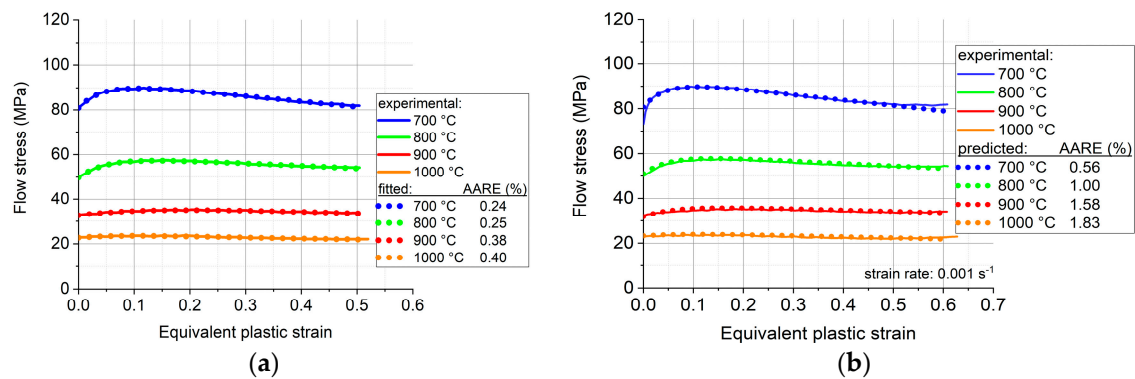 120
100
80
60
40
20
0
Flow stress (MPa)
0.0 0.1 0.2 0.3 0.4 0.5 0.6
Equivalent plastic strain
experimental:
700 °C
800 °C
900 °C
1000 °C
fitted: AARE (%)
700 °C 0.24
800 °C 0.25
900 °C 0.38
1000 °C 0.40
(a)
120
100
80
60
40
20
0
Flow stress (MPa)
0.0 0.1 0.2 0.3 0.4 0.5 0.6 0.7
Equivalent plastic strain
experimental:
700 °C
800 °C
900 °C
1000 °C
predicted: AARE (%)
700 °C 0.56
800 °C 1.00
900 °C 1.58
1000 °C 1.83
strain rate: 0.001 s⁻¹
(b)